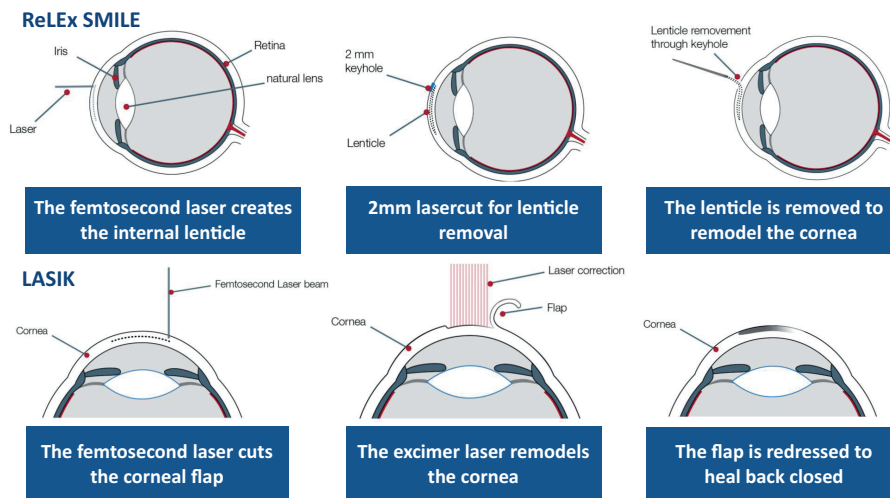 ReLEx SMILE
Iris
Retina
natural lens
Laser
The femtosecond laser creates
the internal lenticle
2 mm
keyhole
Lenticle
2mm lasercut for lenticle
removal
Lenticle removement
through keyhole
The lenticle is removed to
remodel the cornea
LASIK
Femtosecond Laser beam
Cornea
The femtosecond laser cuts
the corneal flap
Laser correction
Flap
Cornea
The excimer laser remodels
the cornea
Cornea
The flap is redressed to
heal back closed